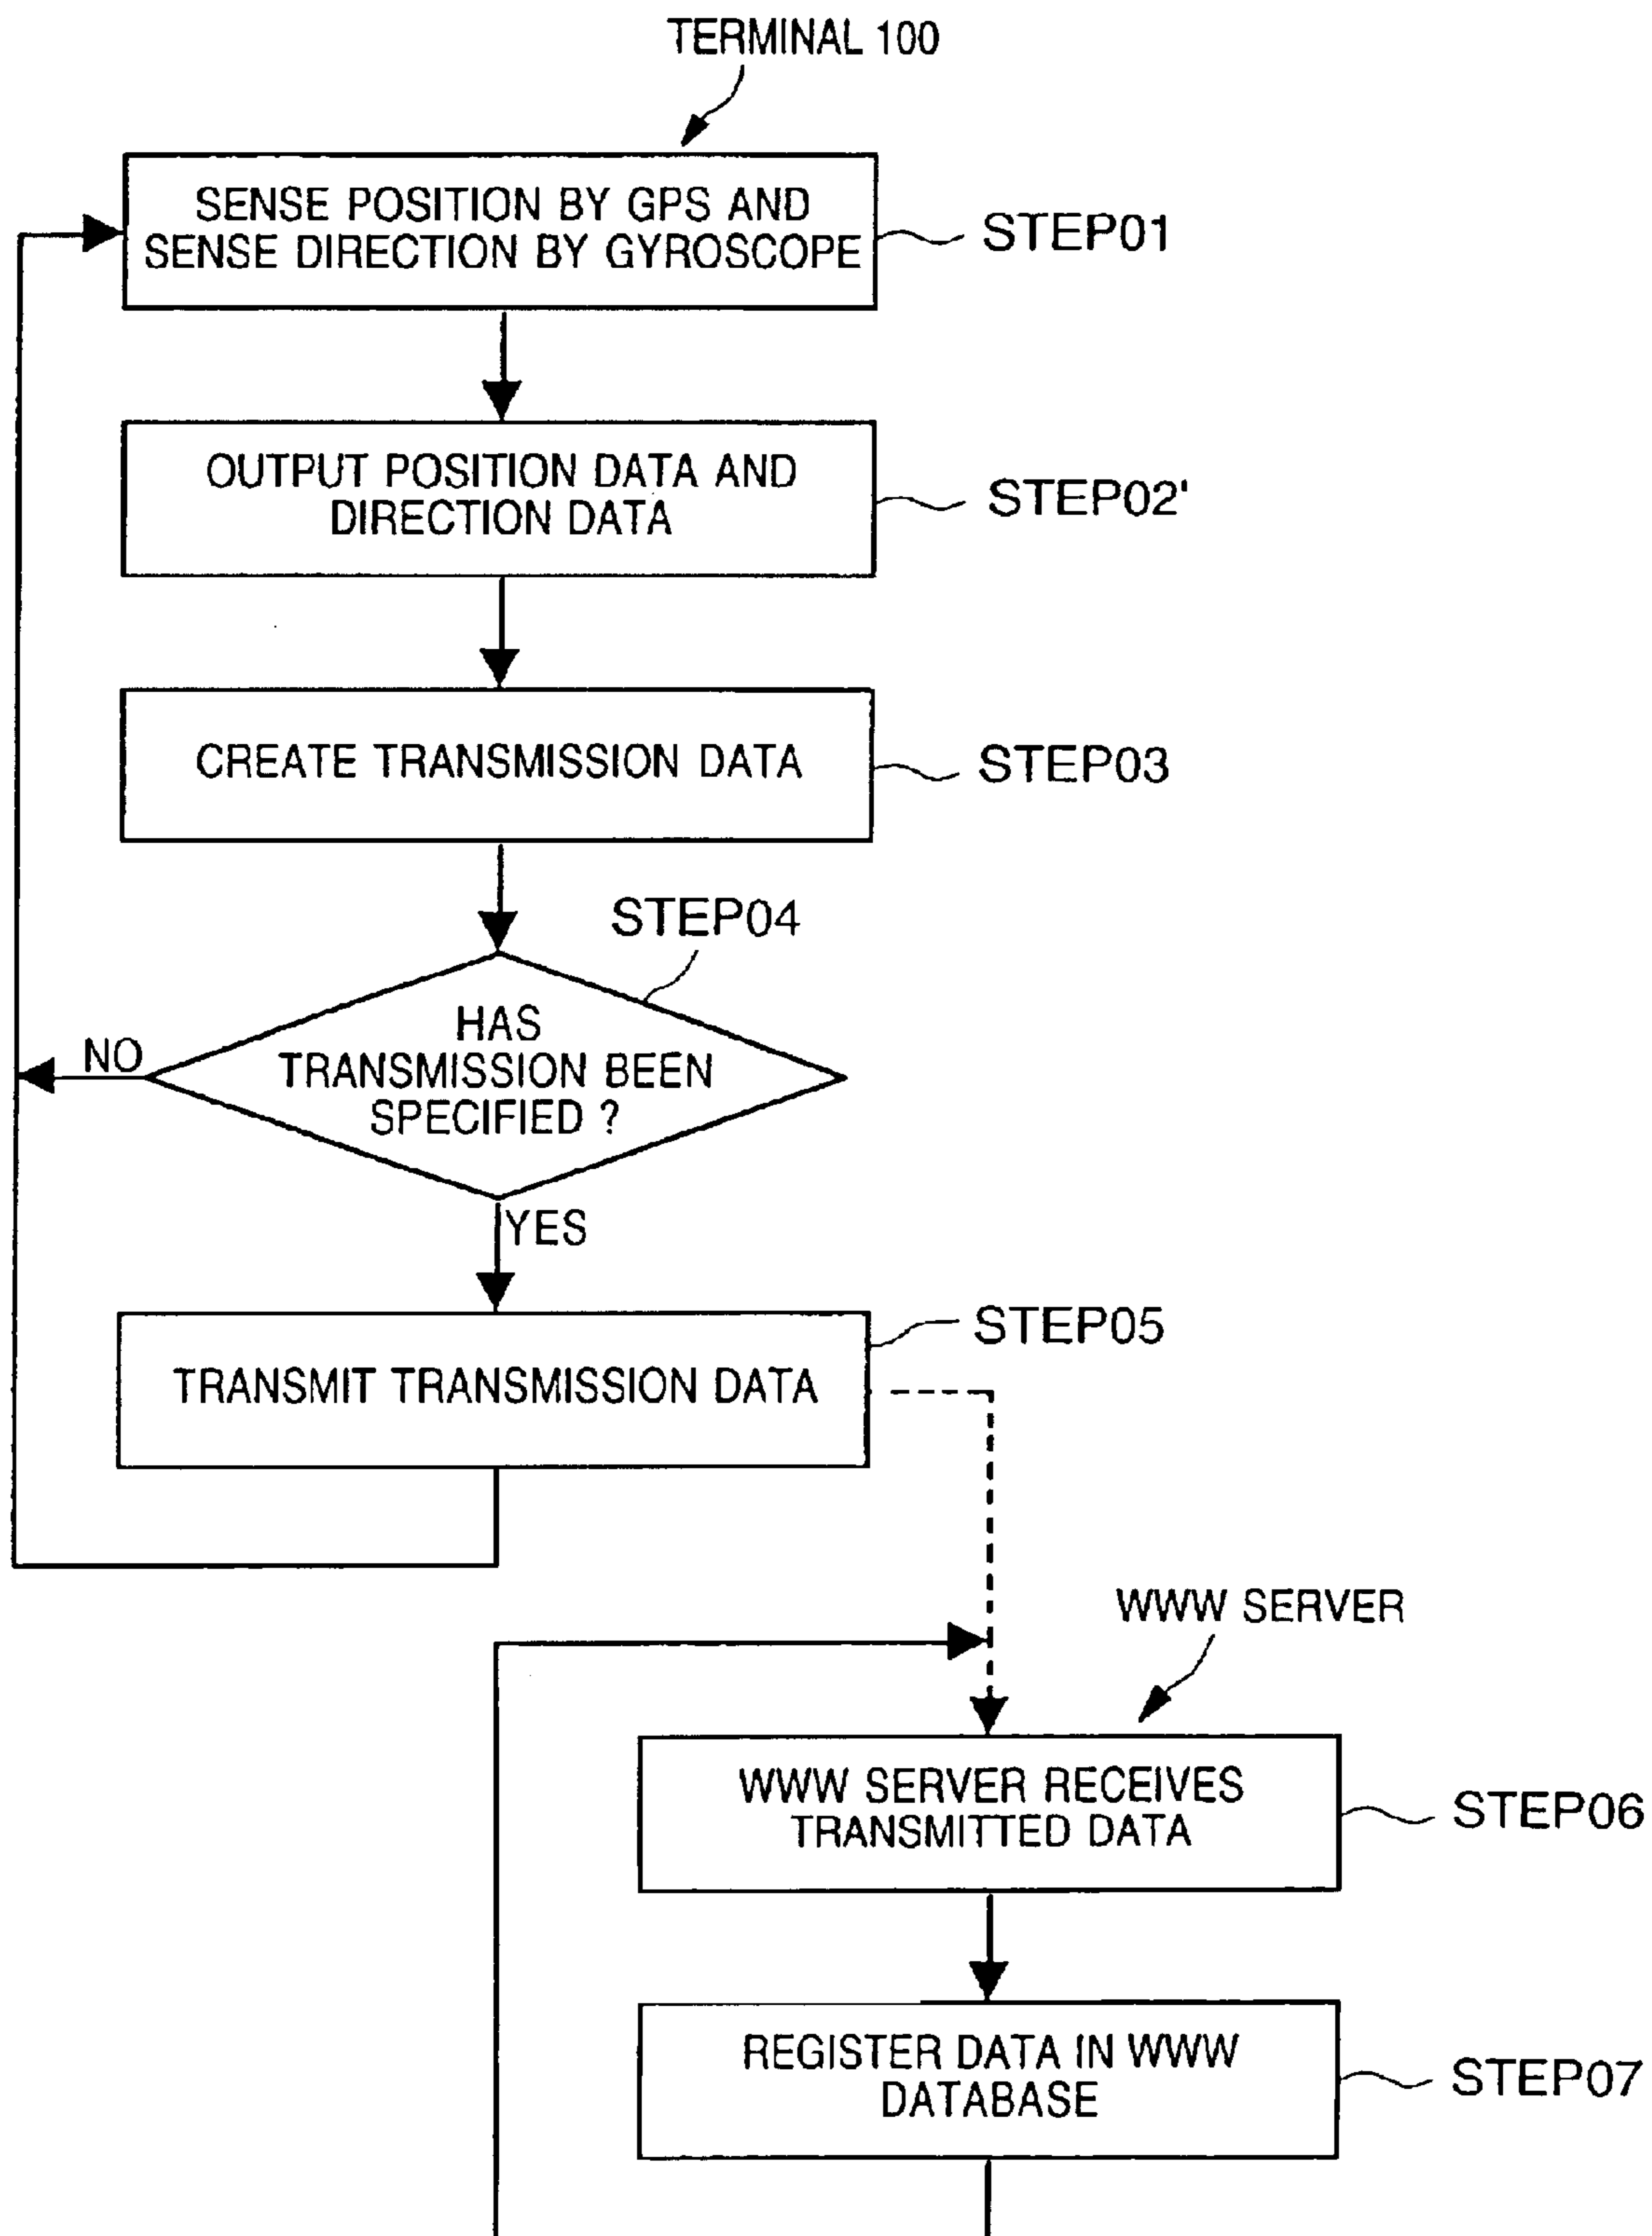 TERMINAL 100
SENSE POSITION BY GPS AND
SENSE DIRECTION BY GYROSCOPE
STEP01
OUTPUT POSITION DATA AND
DIRECTION DATA
STEP02'
CREATE TRANSMISSION DATA
STEP03
STEP04
HAS
TRANSMISSION BEEN
SPECIFIED ?
NO
YES
STEP05
TRANSMIT TRANSMISSION DATA
WWW SERVER
WWW SERVER RECEIVES
TRANSMITTED DATA
STEP06
REGISTER DATA IN WWW
DATABASE
STEP07